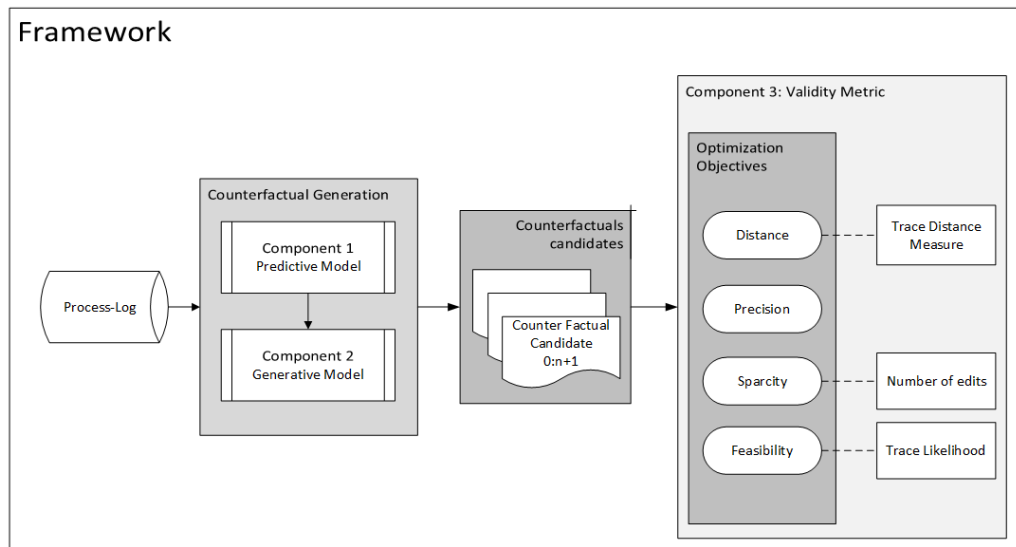 Framework
Component 3: Validity Metric
Optimization
Objectives
Counterfactual Generation
Component 1
Predictive Model
Component 2
Generative Model
Process-Log
Counterfactuals
candidates
Counter Factual
Candidate
0:n+1
Distance
Trace Distance
Measure
Precision
Sparcity
Number of edits
Feasibility
Trace Likelihood